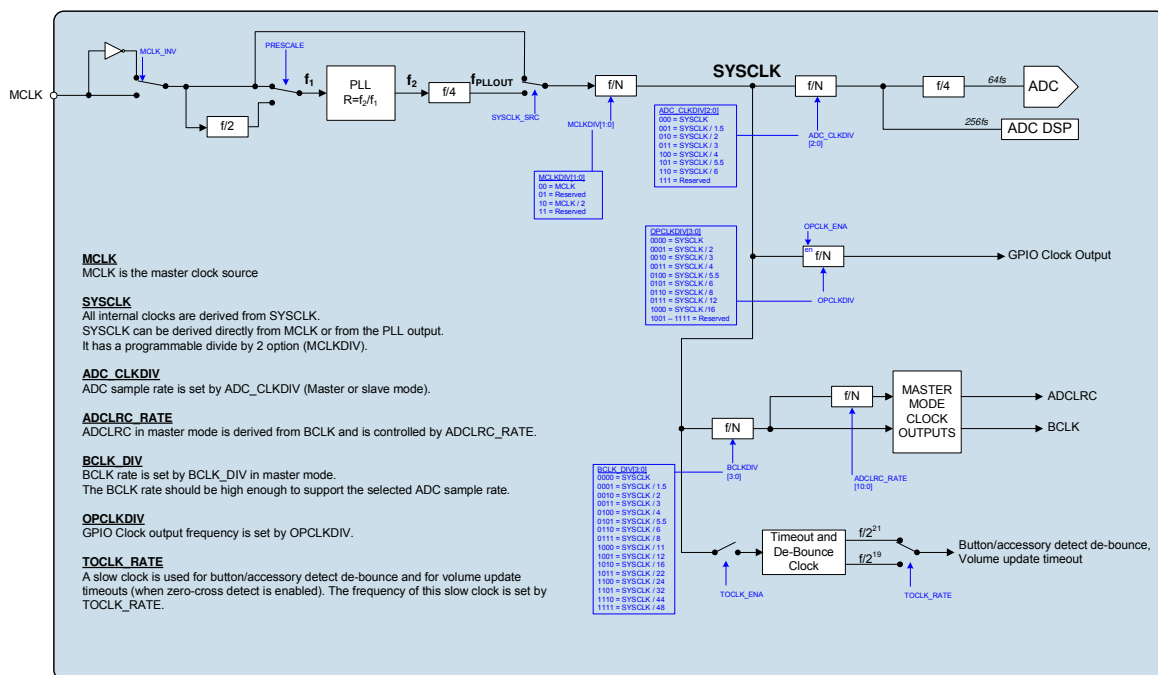 MCLK
MCLK_INV
PRESCALE
f1
PLL
R=f2/f1
f2
f/4
fPLLOUT
f/2
SYSCLK_SRC
f/N
MCLKDIV[1:0]
MCLKDIV[1:0]
00 = MCLK
01 = Reserved
10 = MCLK / 2
11 = Reserved
SYSCLK
f/N
ADC_CLKDIV
[2:0]
ADC_CLKDIV[2:0]
000 = SYSCLK
001 = SYSCLK / 1.5
010 = SYSCLK / 2
011 = SYSCLK / 3
100 = SYSCLK / 4
101 = SYSCLK / 5.5
110 = SYSCLK / 6
111 = Reserved
f/4
64fs
ADC
256fs
ADC DSP
OPCLKDIV[3:0]
0000 = SYSCLK
0001 = SYSCLK / 2
0010 = SYSCLK / 3
0011 = SYSCLK / 4
0100 = SYSCLK / 5.5
0101 = SYSCLK / 6
0110 = SYSCLK / 8
0111 = SYSCLK / 12
1000 = SYSCLK /16
1001 – 1111 = Reserved
OPCLK_ENA
en
f/N
OPCLKDIV
GPIO Clock Output
MCLK
MCLK is the master clock source
SYSCLK
All internal clocks are derived from SYSCLK.
SYSCLK can be derived directly from MCLK or from the PLL output.
It has a programmable divide by 2 option (MCLKDIV).
ADC_CLKDIV
ADC sample rate is set by ADC_CLKDIV (Master or slave mode).
ADCLRC_RATE
ADCLRC in master mode is derived from BCLK and is controlled by ADCLRC_RATE.
BCLK_DIV
BCLK rate is set by BCLK_DIV in master mode.
The BCLK rate should be high enough to support the selected ADC sample rate.
OPCLKDIV
GPIO Clock output frequency is set by OPCLKDIV.
TOCLK_RATE
A slow clock is used for button/accessory detect de-bounce and for volume update
timeouts (when zero-cross detect is enabled). The frequency of this slow clock is set by
TOCLK_RATE.
f/N
BCLKDIV
[3:0]
f/N
ADCLRC_RATE
[10:0]
MASTER
MODE
CLOCK
OUTPUTS
ADCLRC
BCLK
BCLK_DIV[3:0]
0000 = SYSCLK
0001 = SYSCLK / 1.5
0010 = SYSCLK / 2
0011 = SYSCLK / 3
0100 = SYSCLK / 4
0101 = SYSCLK / 5.5
0110 = SYSCLK / 6
0111 = SYSCLK / 8
1000 = SYSCLK / 11
1001 = SYSCLK / 12
1010 = SYSCLK / 16
1011 = SYSCLK / 22
1100 = SYSCLK / 24
1101 = SYSCLK / 32
1110 = SYSCLK / 44
1111 = SYSCLK / 48
TOCLK_ENA
Timeout and
De-Bounce
Clock
f/2^21
f/2^19
TOCLK_RATE
Button/accessory detect de-bounce,
Volume update timeout